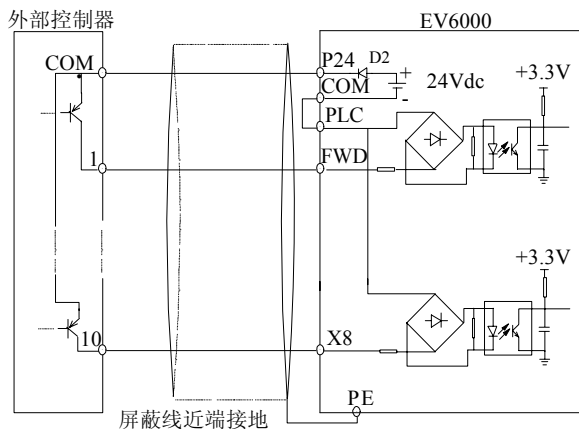 外部控制器
EV6000
COM
P24
D2
+
COM
24Vdc
-
+3.3V
PLC
1
FWD
+3.3V
10
X8
PE
屏蔽线近端接地